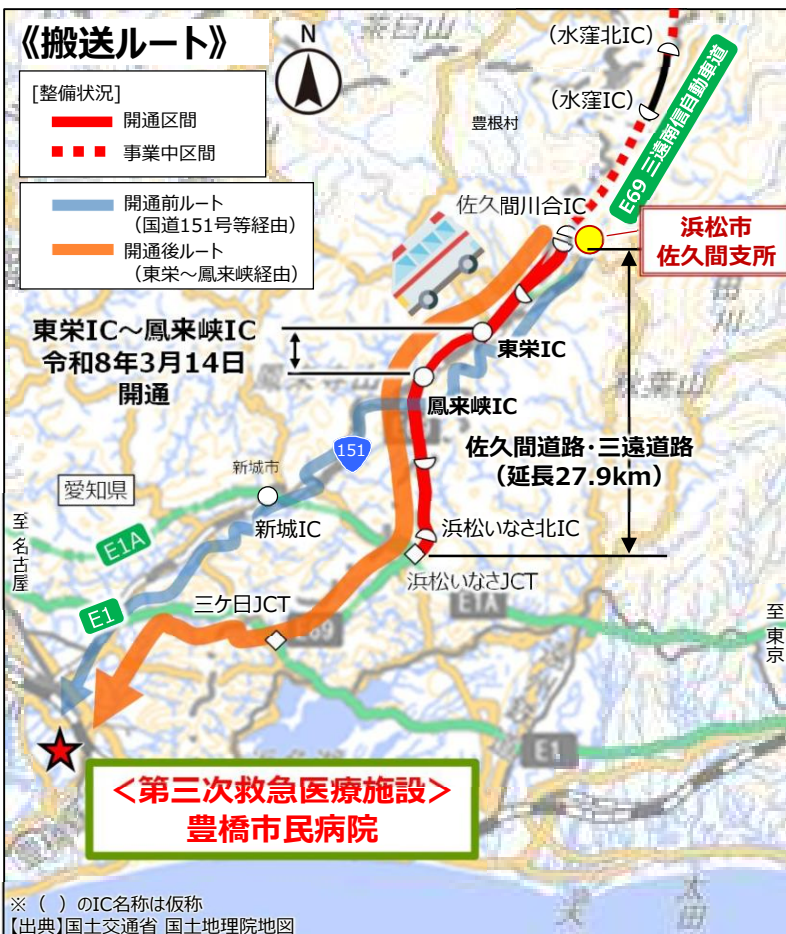 《搬送ルート》
N
[整備状況]
開通区間
事業中区間
開通前ルート
(国道151号等経由)
開通後ルート
(東栄～鳳来峡経由)
茶臼山
(水窪北IC)
(水窪IC)
豊根村
E69 三遠南信自動車道
佐久間川合IC
浜松市
佐久間支所
東栄IC～鳳来峡IC
令和8年3月14日
開通
東栄IC
鳳来寺山
秋葉山
鳳来峡IC
151
佐久間道路・三遠道路
(延長27.9km)
新城市
愛知県
新城IC
浜松いなさ北IC
至 名古屋
E1A
浜松いなさJCT
E1A
三ケ日JCT
E1
E69
至 東京
E1
＜第三次救急医療施設＞
豊橋市民病院
※ ( ) のIC名称は仮称
【出典】国土交通省 国土地理院地図